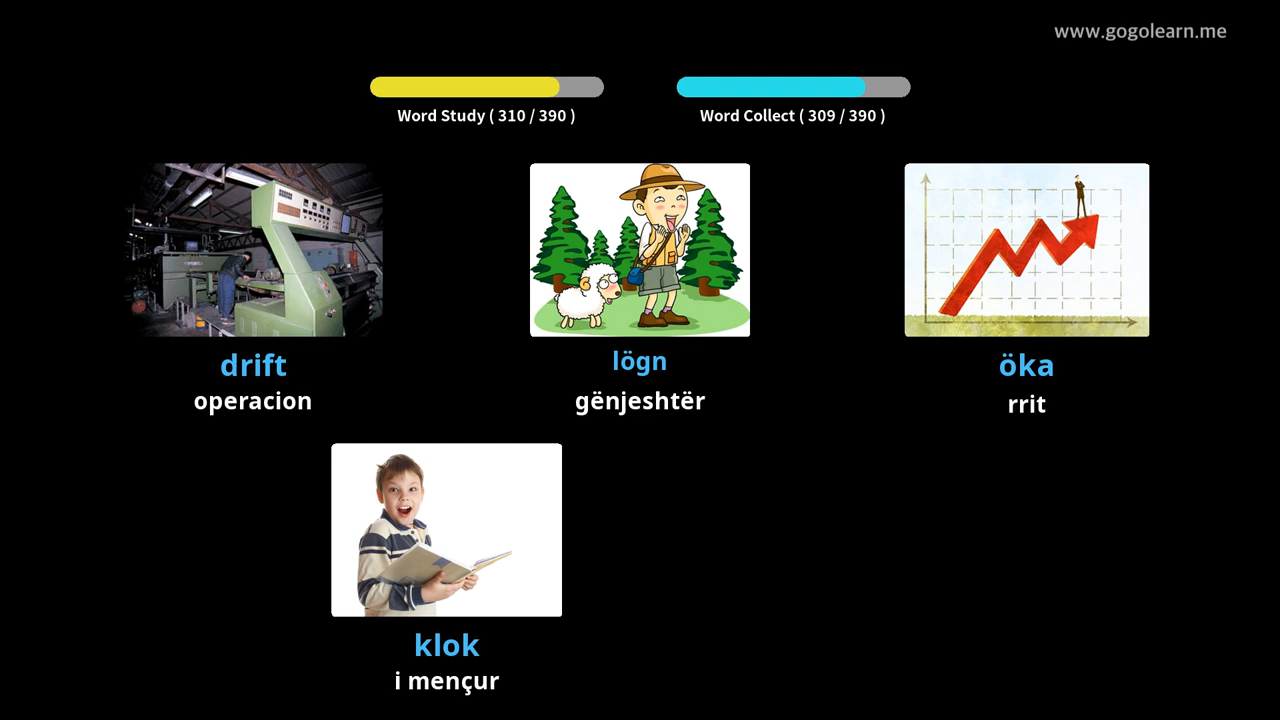 www.gogolearn.me
Word Study ( 310 / 390 )
Word Collect ( 309 / 390 )
drift
operacion
lögn
gënjeshtër
öka
rrit
klok
i mençur